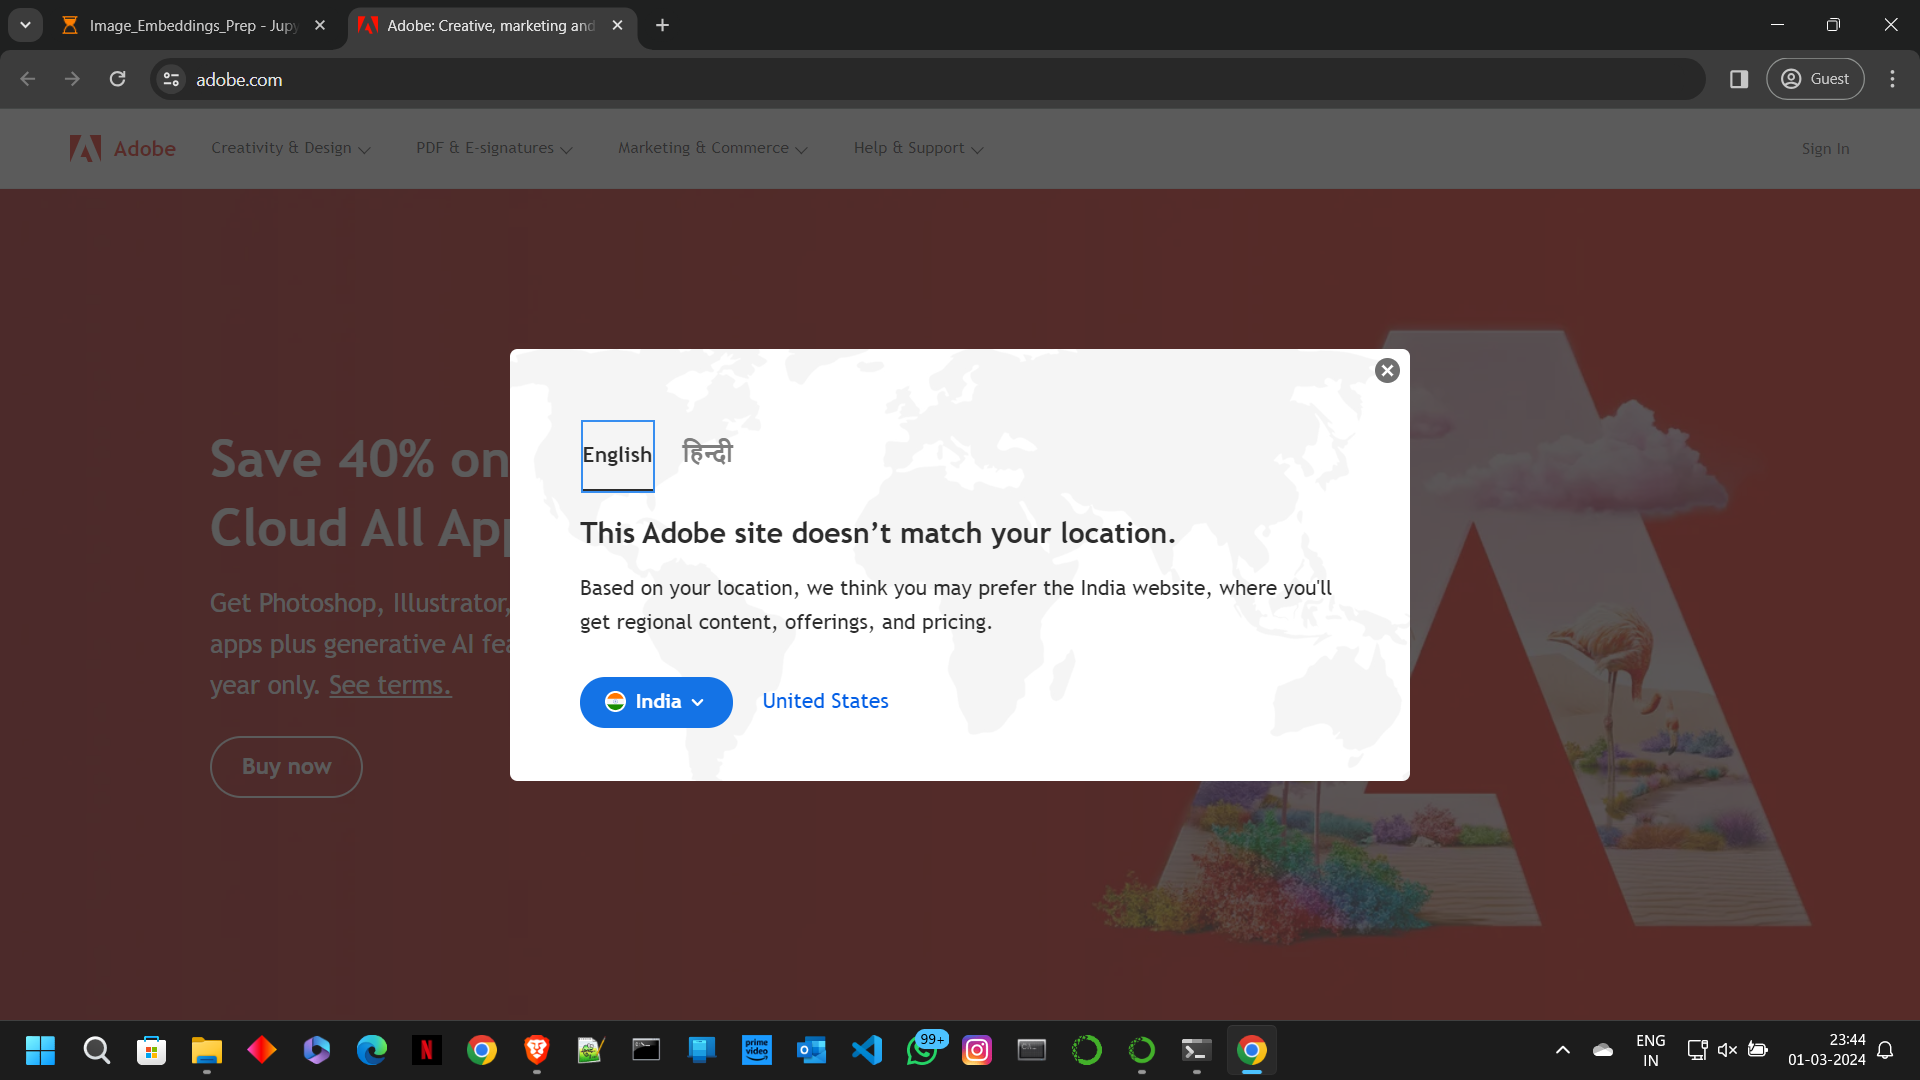 Image_Embeddings_Prep - Jupy
Adobe: Creative, marketing and
adobe.com
Guest
Adobe
Creativity & Design
PDF & E-signatures
Marketing & Commerce
Help & Support
Sign In
Save 40% on
Cloud All App
Get Photoshop, Illustrator,
apps plus generative AI fea
year only. See terms.
Buy now
English
हिन्दी
This Adobe site doesn’t match your location.
Based on your location, we think you may prefer the India website, where you'll
get regional content, offerings, and pricing.
India
United States
N
prime
video
99+
ENG
IN
23:44
01-03-2024